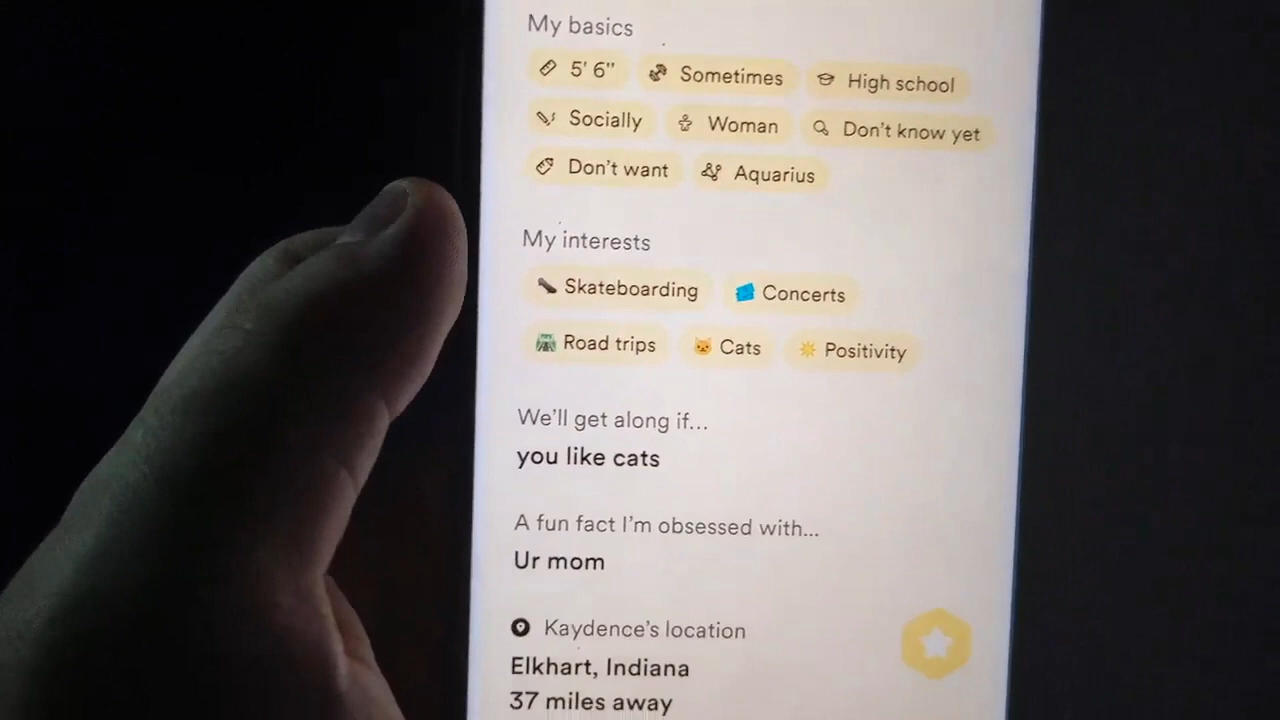 My basics
5' 6" Sometimes High school
Socially Woman Don't know yet
Don't want Aquarius
My interests
Skateboarding Concerts
Road trips Cats Positivity
We'll get along if...
you like cats
A fun fact I'm obsessed with...
Ur mom
Kaydence's location
Elkhart, Indiana
37 miles away